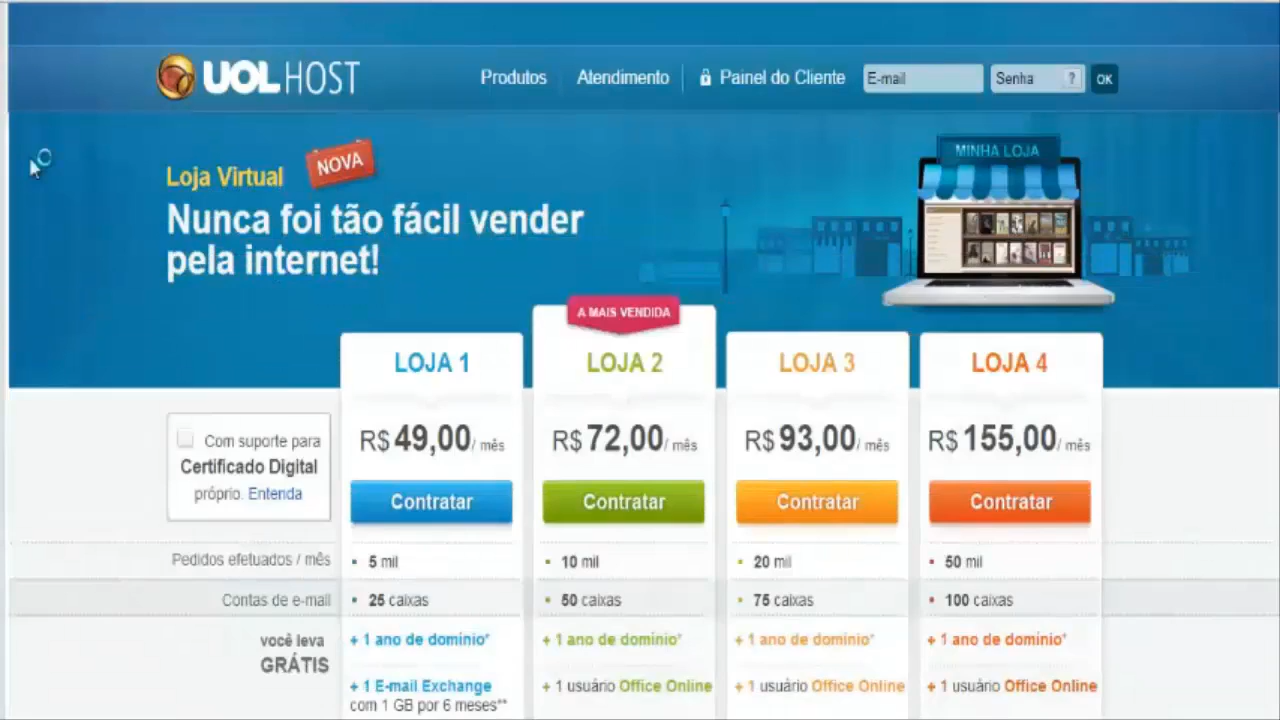 UOL HOST
Produtos Atendimento Painel do Cliente E-mail Senha ? OK
Loja Virtual NOVA
Nunca foi tão fácil vender
pela internet!
MINHA LOJA
A MAIS VENDIDA
LOJA 1 LOJA 2 LOJA 3 LOJA 4
Com suporte para
Certificado Digital
próprio. Entenda
R$ 49,00 / mês R$ 72,00 / mês R$ 93,00 / mês R$ 155,00 / mês
Contratar Contratar Contratar Contratar
Pedidos efetuados / mês 5 mil 10 mil 20 mil 50 mil
Contas de e-mail 25 caixas 50 caixas 75 caixas 100 caixas
você leva
GRÁTIS
+ 1 ano de domínio* + 1 ano de domínio* + 1 ano de domínio* + 1 ano de domínio*
+ 1 E-mail Exchange + 1 usuário Office Online + 1 usuário Office Online + 1 usuário Office Online
com 1 GB por 6 meses**